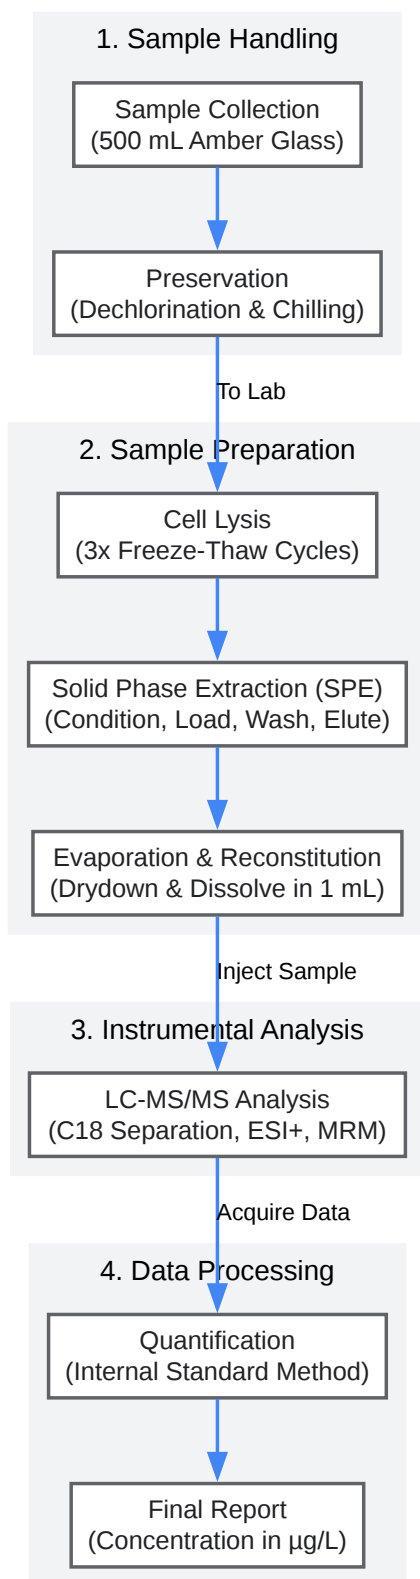 1. Sample Handling
Sample Collection
(500 mL Amber Glass)
Preservation
(Dechlorination & Chilling)
To Lab
2. Sample Preparation
Cell Lysis
(3x Freeze-Thaw Cycles)
Solid Phase Extraction (SPE)
(Condition, Load, Wash, Elute)
Evaporation & Reconstitution
(Drydown & Dissolve in 1 mL)
Inject Sample
3. Instrumental Analysis
LC-MS/MS Analysis
(C18 Separation, ESI+, MRM)
Acquire Data
4. Data Processing
Quantification
(Internal Standard Method)
Final Report
(Concentration in µg/L)